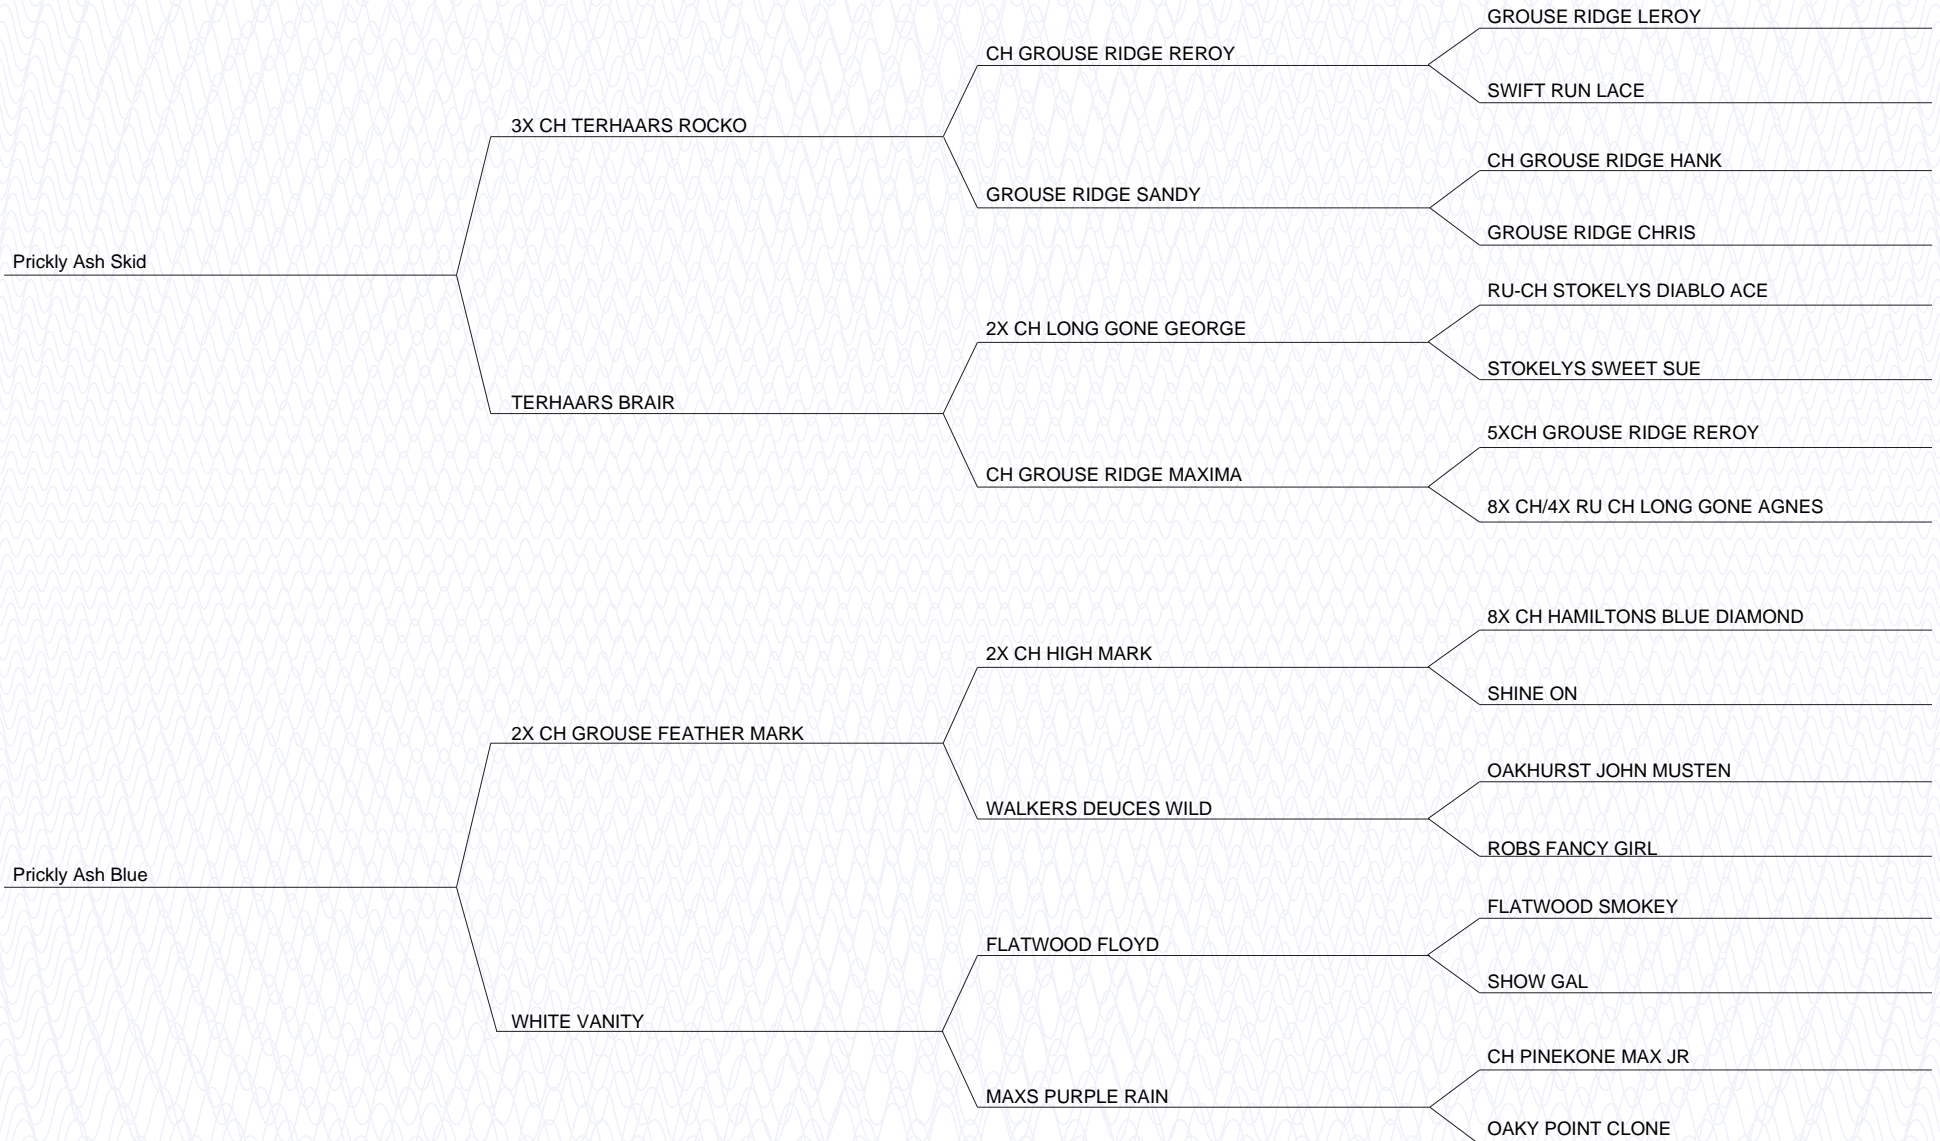 GROUSE RIDGE LEROY
CH GROUSE RIDGE REROY
SWIFT RUN LACE
3X CH TERHAARS ROCKO
CH GROUSE RIDGE HANK
GROUSE RIDGE SANDY
GROUSE RIDGE CHRIS
Prickly Ash Skid
RU-CH STOKELYS DIABLO ACE
2X CH LONG GONE GEORGE
STOKELYS SWEET SUE
TERHAARS BRAIR
5XCH GROUSE RIDGE REROY
CH GROUSE RIDGE MAXIMA
8X CH/4X RU CH LONG GONE AGNES
8X CH HAMILTONS BLUE DIAMOND
2X CH HIGH MARK
SHINE ON
2X CH GROUSE FEATHER MARK
OAKHURST JOHN MUSTEN
WALKERS DEUCES WILD
ROBS FANCY GIRL
Prickly Ash Blue
FLATWOOD SMOKEY
FLATWOOD FLOYD
SHOW GAL
WHITE VANITY
CH PINEKONE MAX JR
MAXS PURPLE RAIN
OAKY POINT CLONE